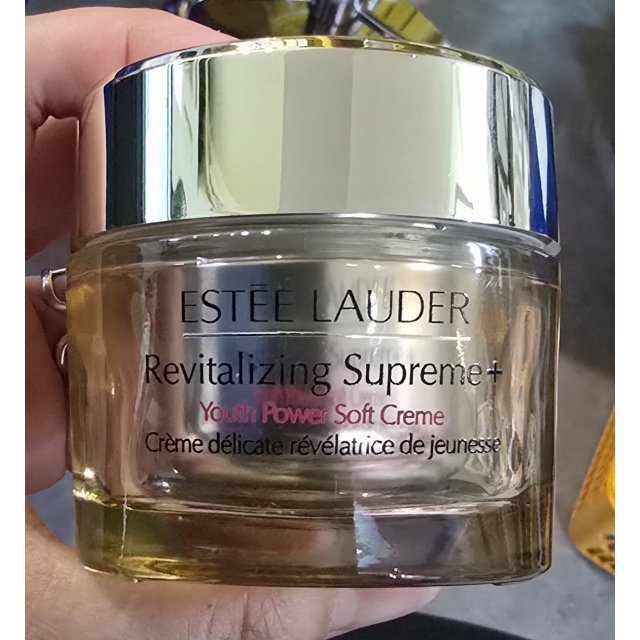 ESTĒE LAUDER
Revitalizing Supreme+
Youth Power Soft Creme
Crème délicate révélatrice de jeunesse